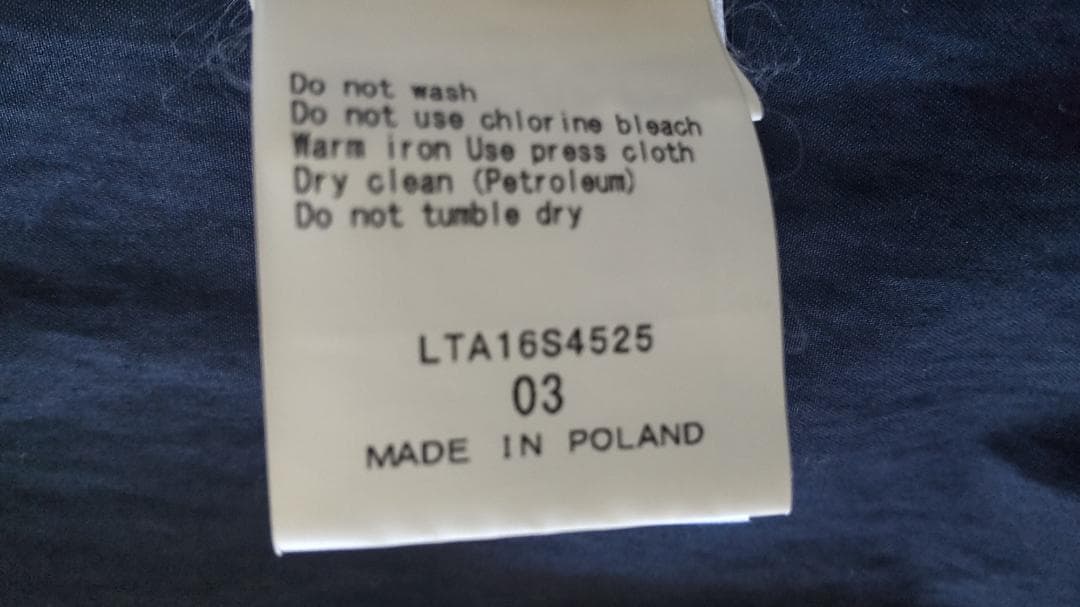 Do not wash
Do not use chlorine bleach
Warm iron Use press cloth
Dry clean (Petroleum)
Do not tumble dry
LTA16S4525
03
MADE IN POLAND